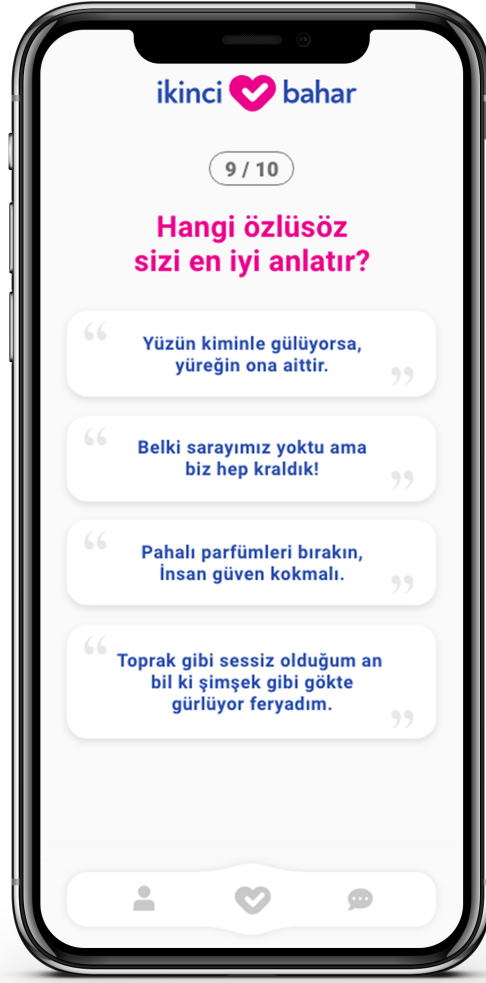 ikinci bahar
9 / 10
Hangi özlüsöz
sizi en iyi anlatır?
“ Yüzün kiminle gülüyorsa,
yüreğin ona aittir. ”
“ Belki sarayımız yoktu ama
biz hep kraldık! ”
“ Pahalı parfümleri bırakın,
İnsan güven kokmalı. ”
“ Toprak gibi sessiz olduğum an
bil ki şimşek gibi gökte
gürlüyor feryadım. ”